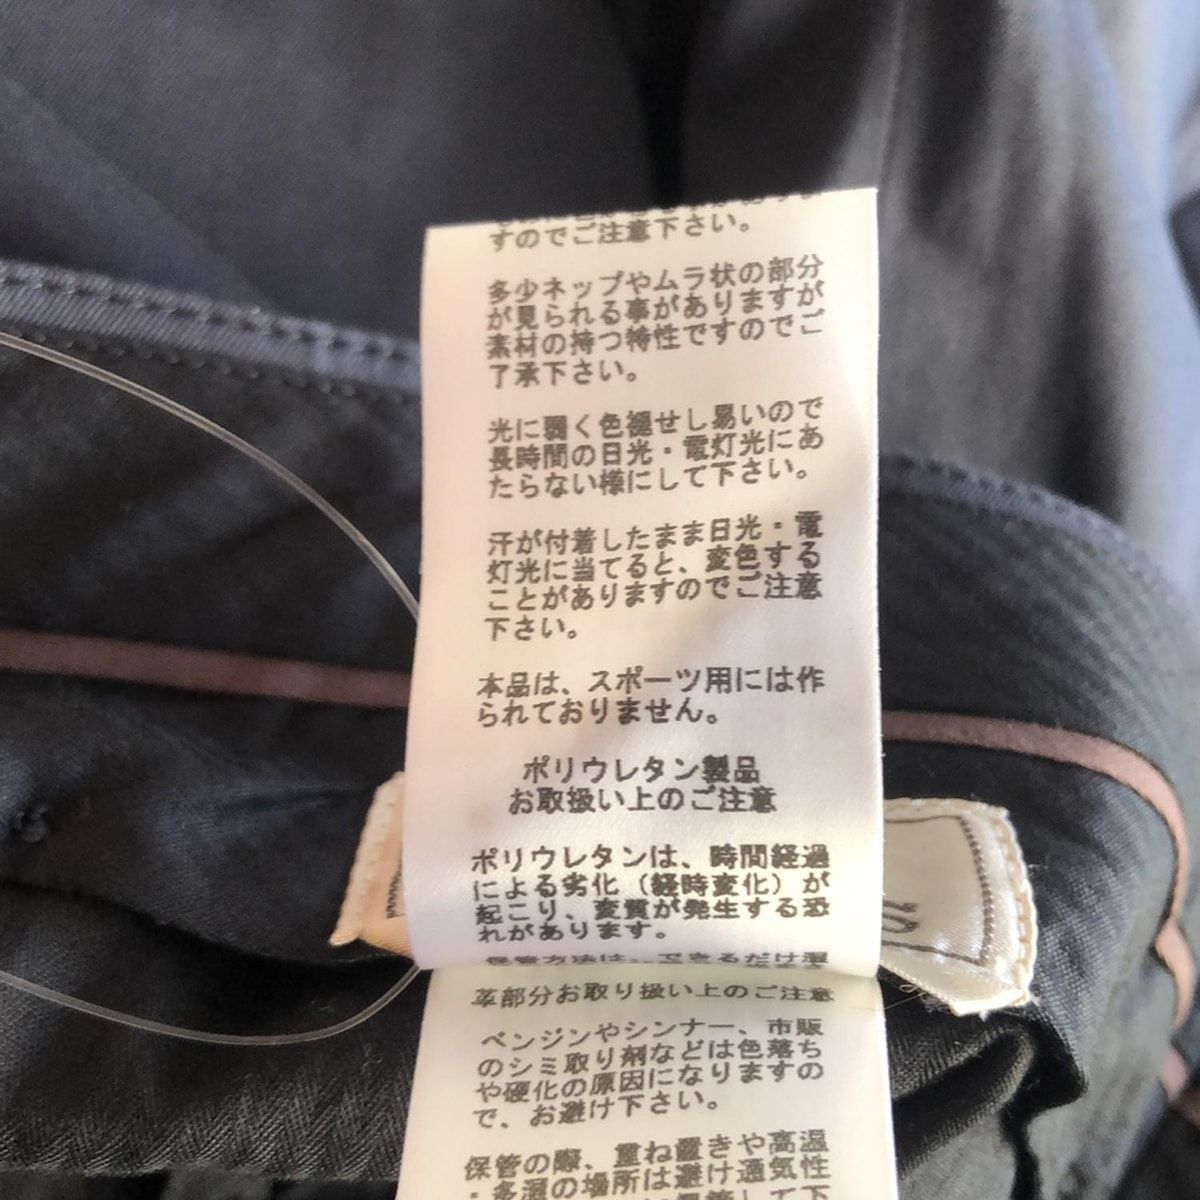 すのでご注意下さい。
多少ネップやムラ状の部分
が見られる事がありますが
素材の持つ特性ですのでご
了承下さい。
光に弱く色褪せし易いので
長時間の日光・電灯光にあ
たらない様にして下さい。
汗が付着したまま日光・電
灯光に当てると、変色する
ことがありますのでご注意
下さい。
本品は、スポーツ用には作
られておりません。
ポリウレタン製品
お取扱い上のご注意
ポリウレタンは、時間経過
による劣化(経時変化)が
起こり、変質が発生する恐
れがあります。
保管方法は、できるだけ湿
革部分お取り扱い上のご注意
ベンジンやシンナー、市販
のシミ取り剤などは色落ち
や硬化の原因になりますの
で、お避け下さい。
保管の際、重ね置きや高温
・多湿の場所は避け通気性